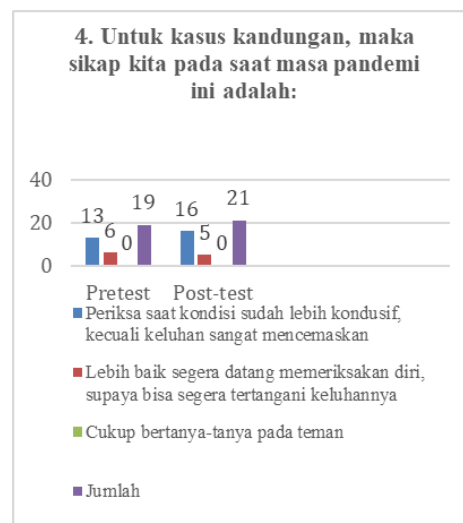 4. Untuk kasus kandungan, maka
sikap kita pada saat masa pandemi
ini adalah:
40
20
0
13
6
0
19
16
5
0
21
Pretest
Post-test
Periksa saat kondisi sudah lebih kondusif,
kecuali keluhan sangat mencemaskan
Lebih baik segera datang memeriksakan diri,
supaya bisa segera tertangani keluhannya
Cukup bertanya-tanya pada teman
Jumlah